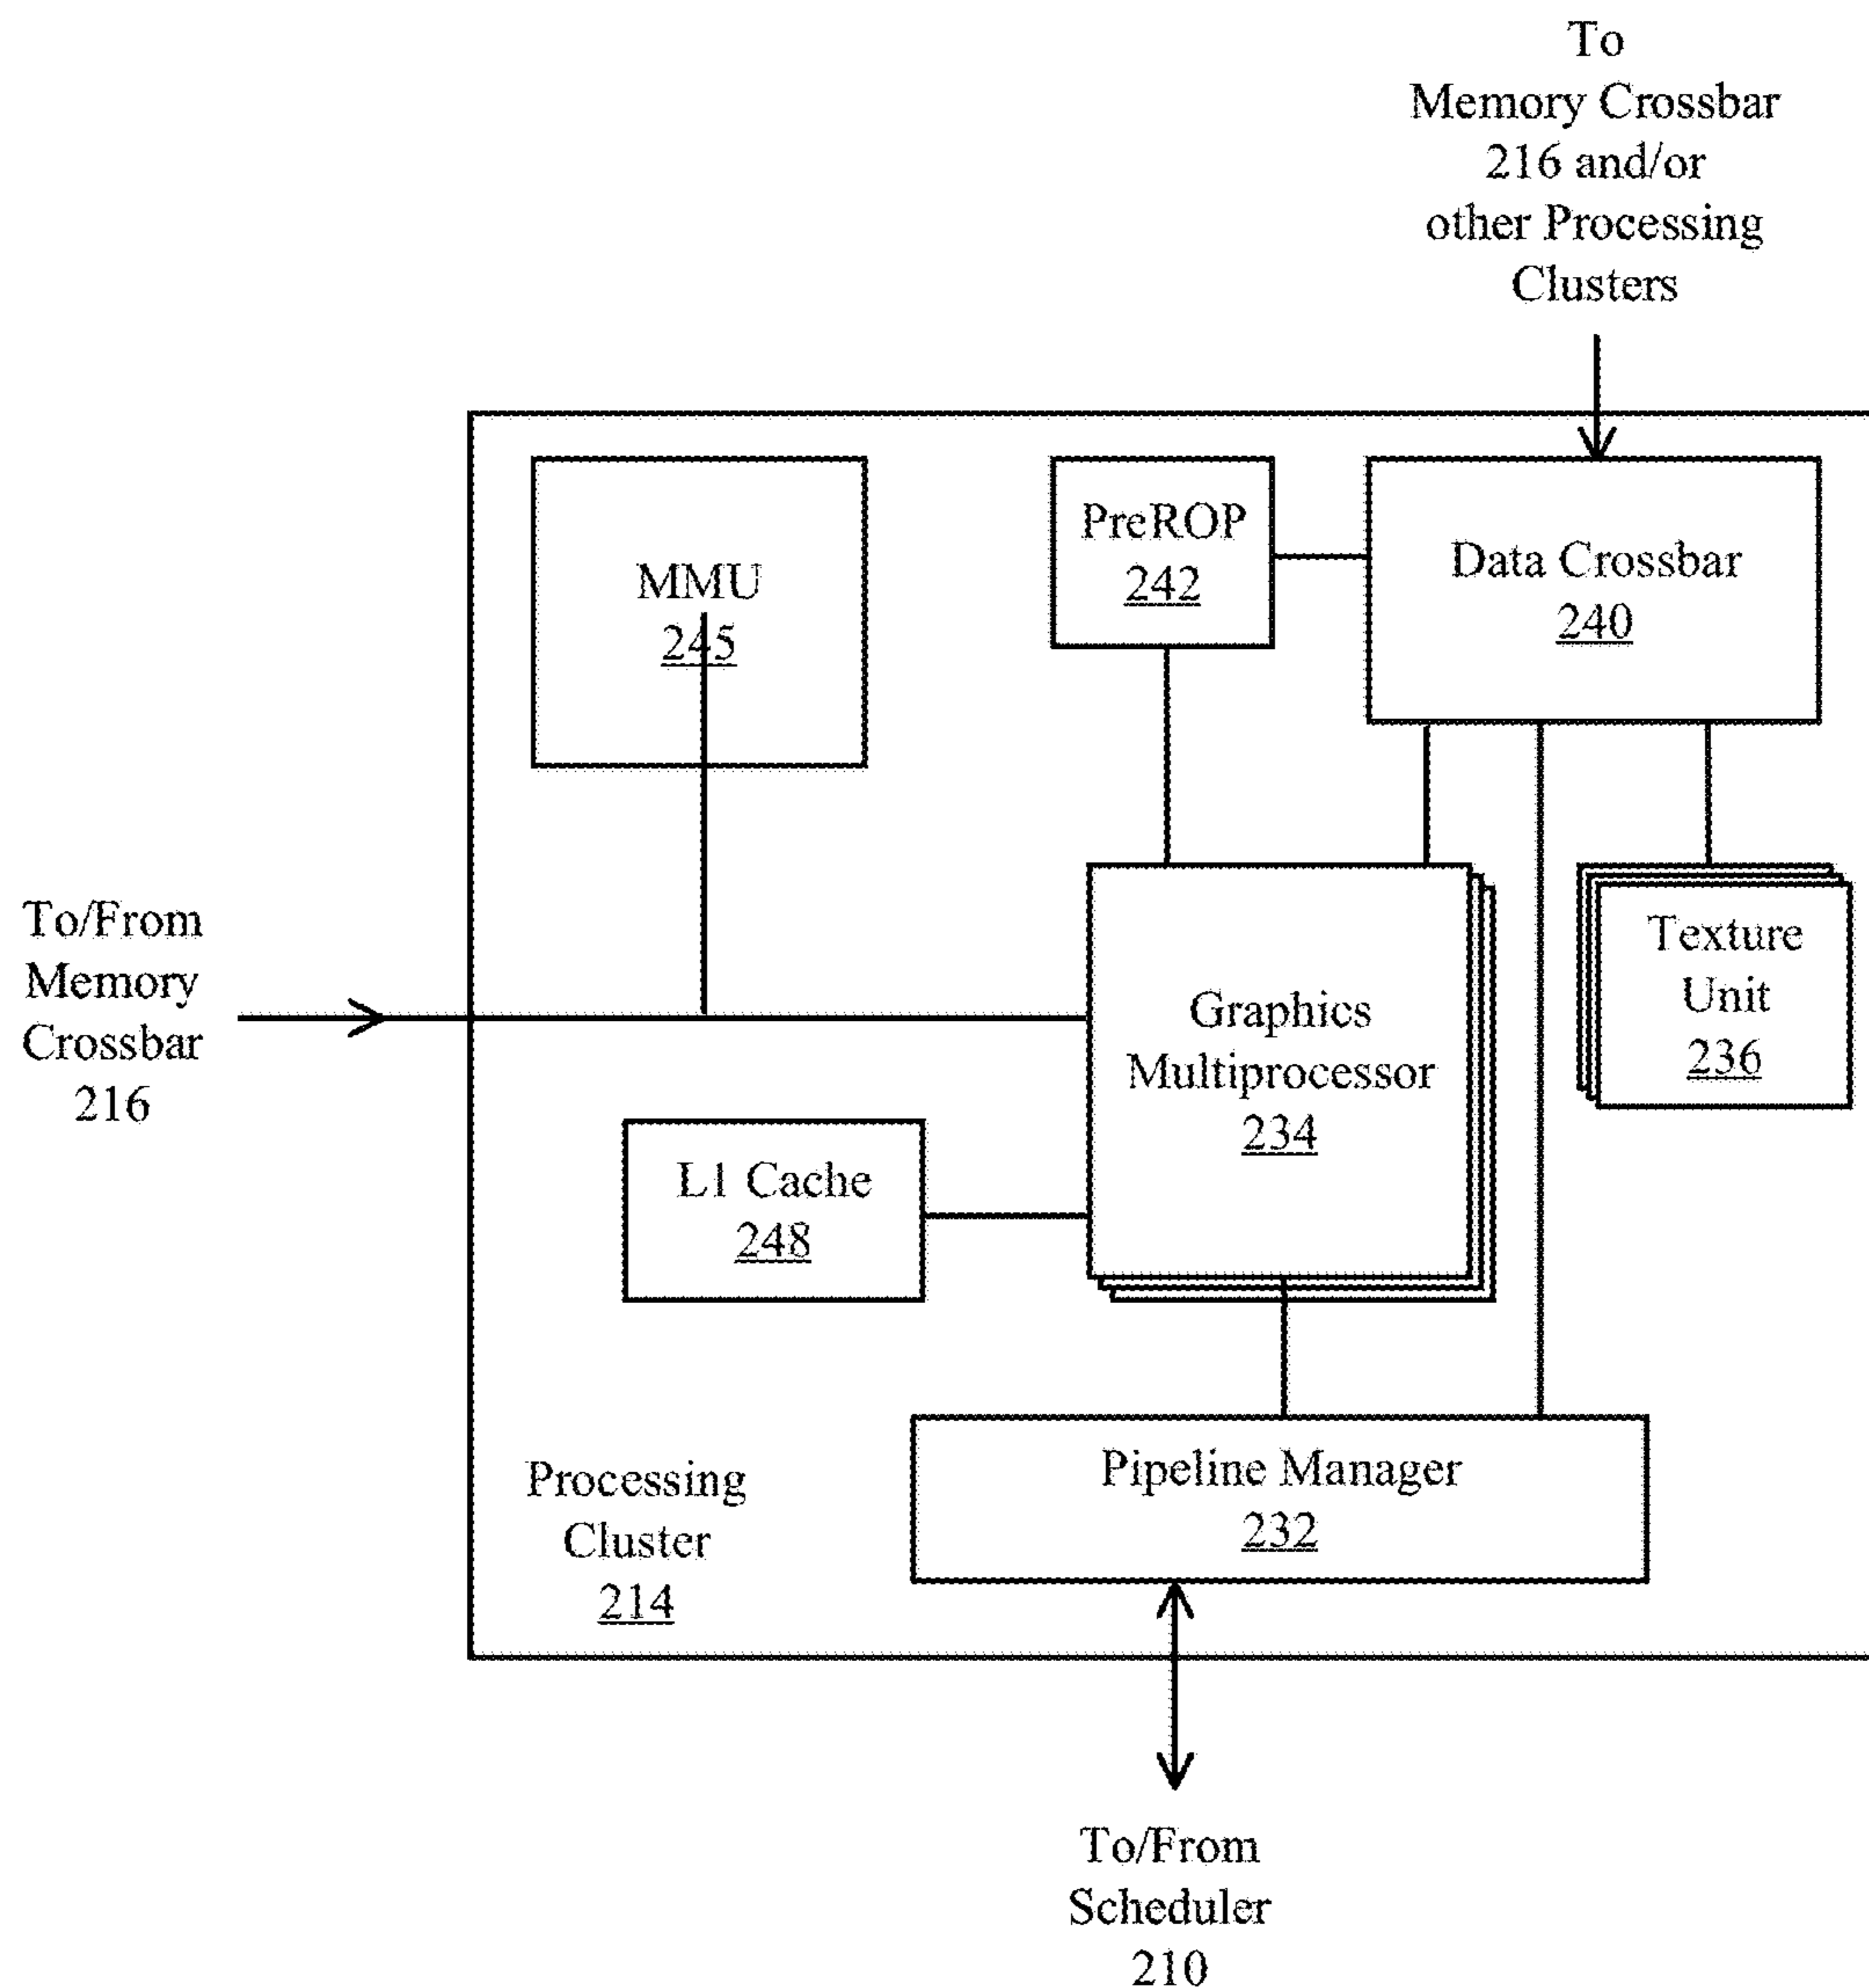 To
Memory Crossbar
216 and/or
other Processing
Clusters
MMU
245
PreROP
242
Data Crossbar
240
To/From
Memory
Crossbar
216
Graphics
Multiprocessor
234
Texture
Unit
236
L1 Cache
248
Pipeline Manager
232
Processing
Cluster
214
To/From
Scheduler
210